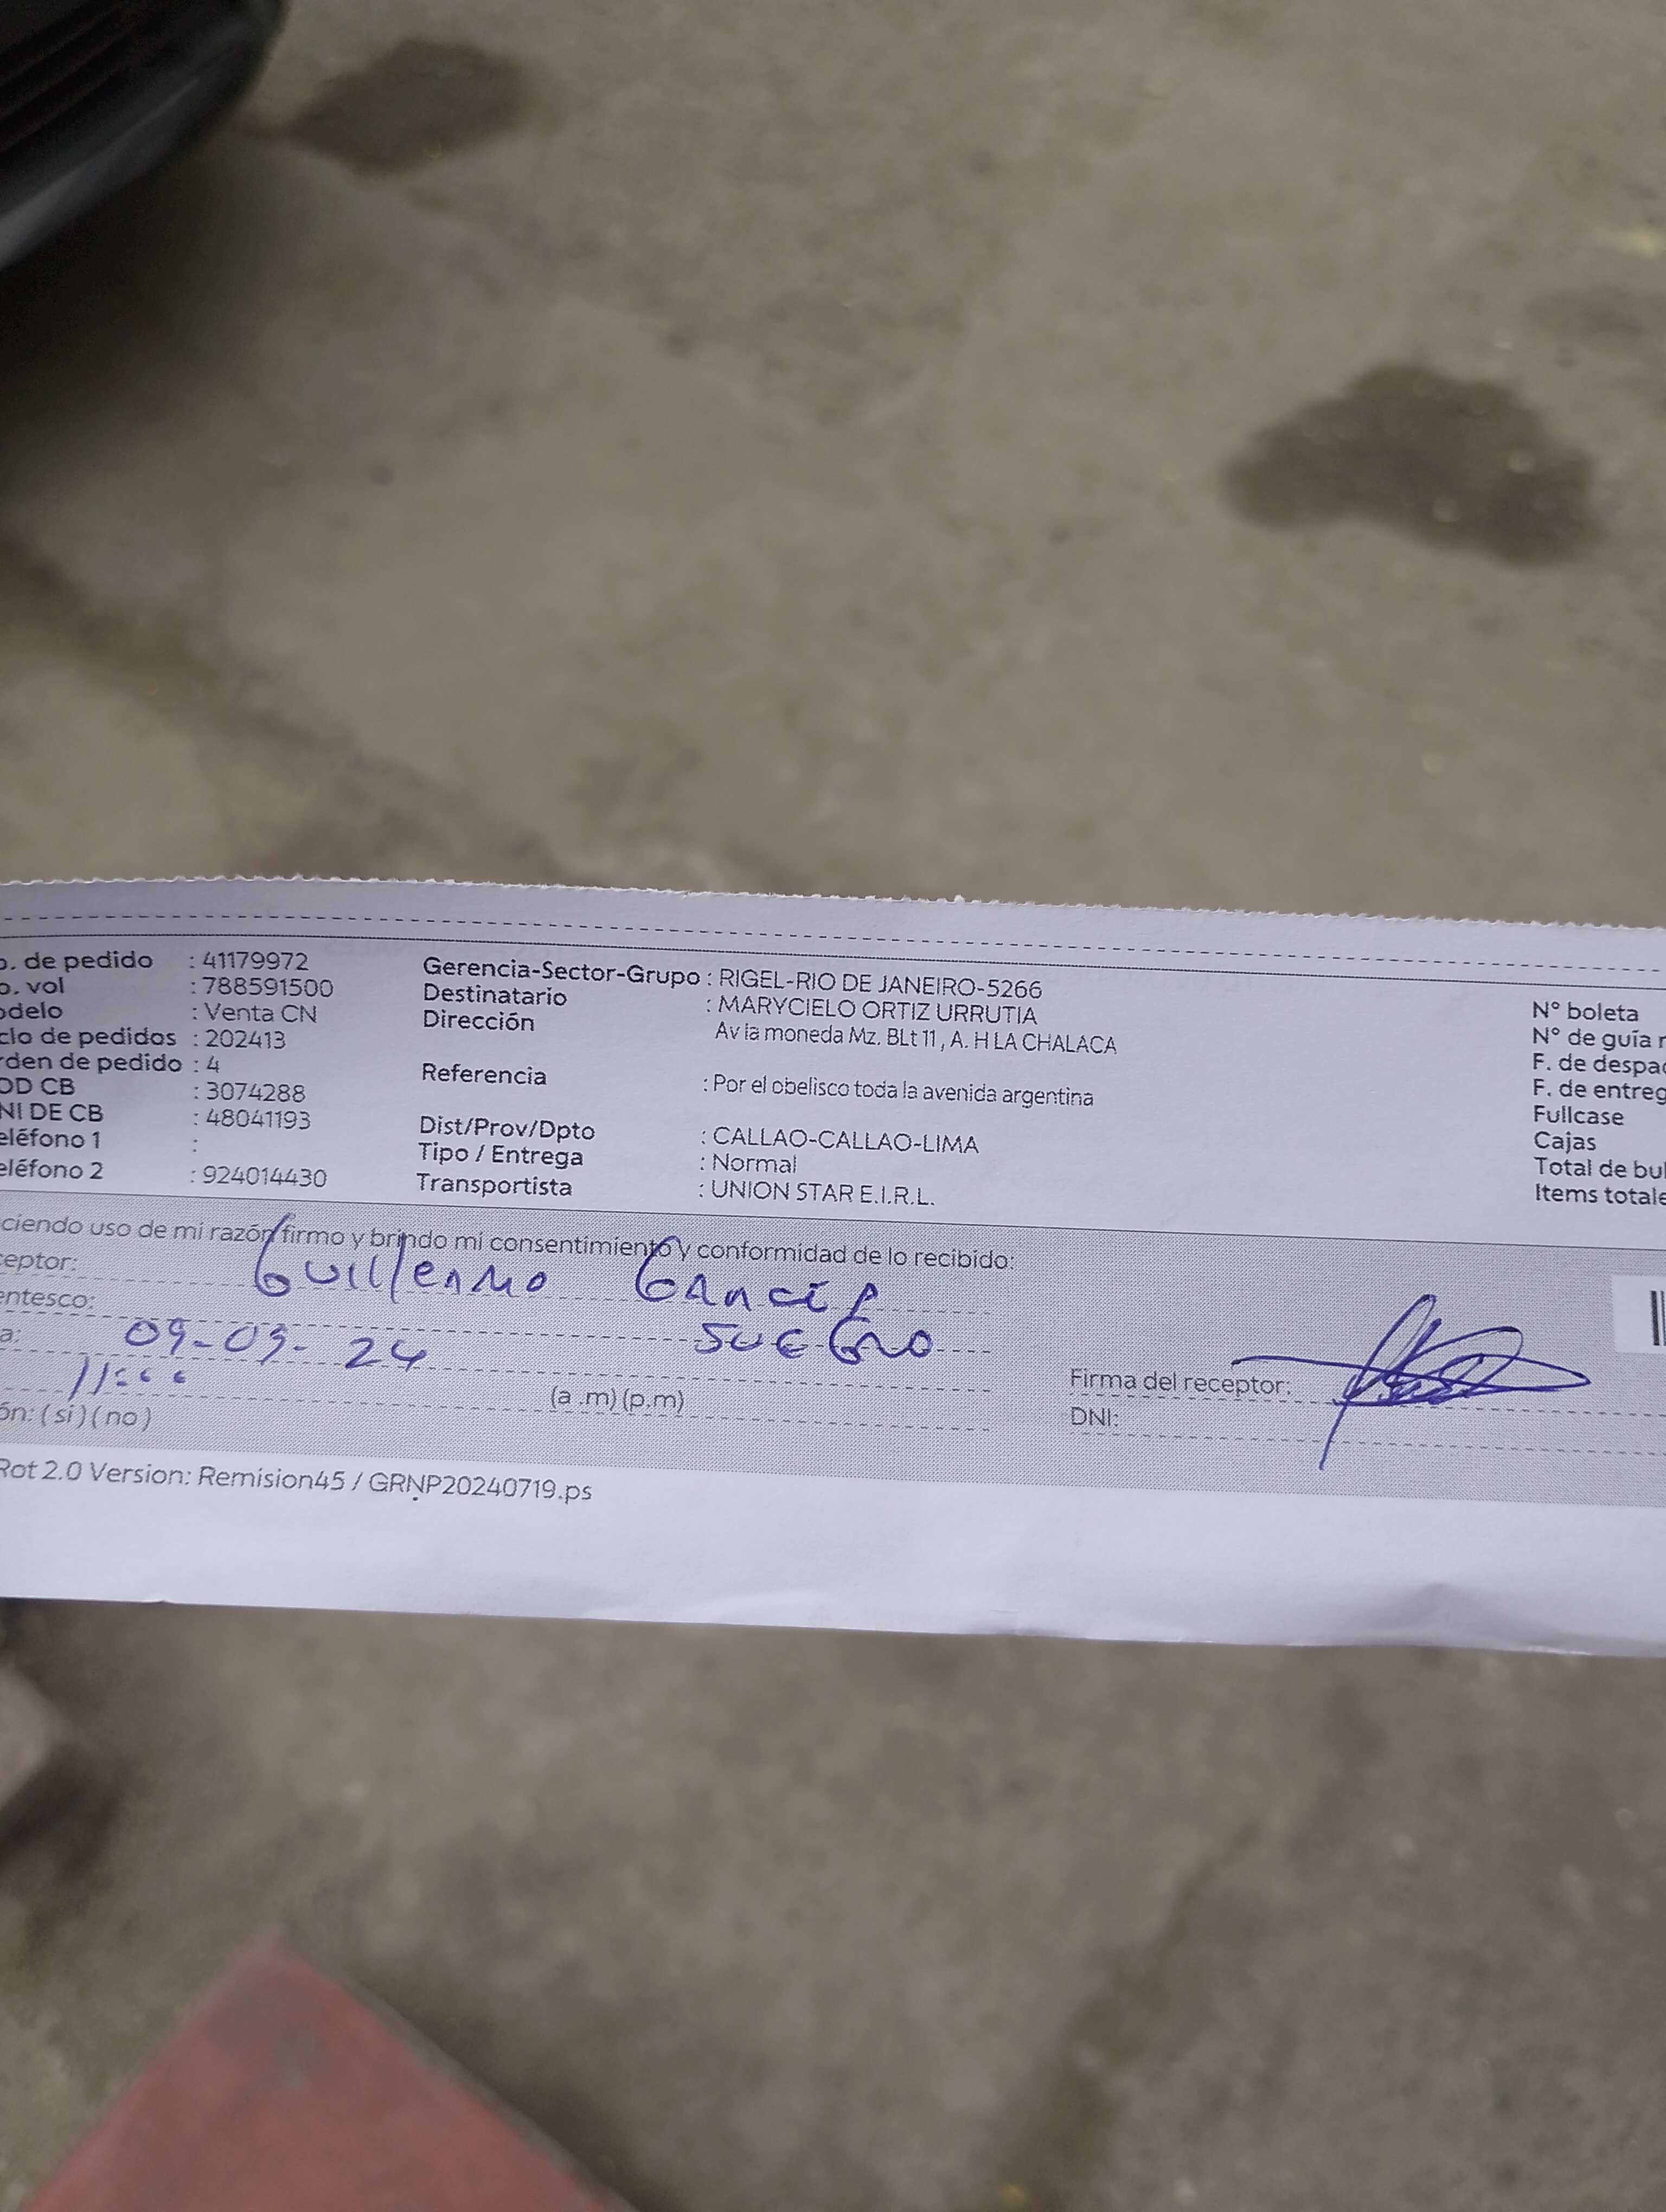 o. de pedido : 41179972
o. vol : 788591500
odelo : Venta CN
clo de pedidos : 202413
rden de pedido : 4
OD CB : 3074288
NI DE CB : 48041193
eléfono 1 :
eléfono 2 : 924014430
Gerencia-Sector-Grupo : RIGEL-RIO DE JANEIRO-5266
Destinatario : MARYCIELO ORTIZ URRUTIA
Dirección Av la moneda Mz. BLt 11 , A. H LA CHALACA
Referencia : Por el obelisco toda la avenida argentina
Dist/Prov/Dpto : CALLAO-CALLAO-LIMA
Tipo / Entrega : Normal
Transportista : UNION STAR E.I.R.L.
N° boleta
N° de guía r
F. de despac
F. de entreg
Fullcase
Cajas
Total de bul
Items totale
ciendo uso de mi razón firmo y brindo mi consentimiento y conformidad de lo recibido:
ceptor: Guillermo García
entesco: SUEGRO
a: 09-03-24
11:00 (a .m) (p.m)
ón: ( si ) ( no )
Firma del receptor:
DNI:
Rot 2.0 Version: Remision45 / GRNP20240719.ps